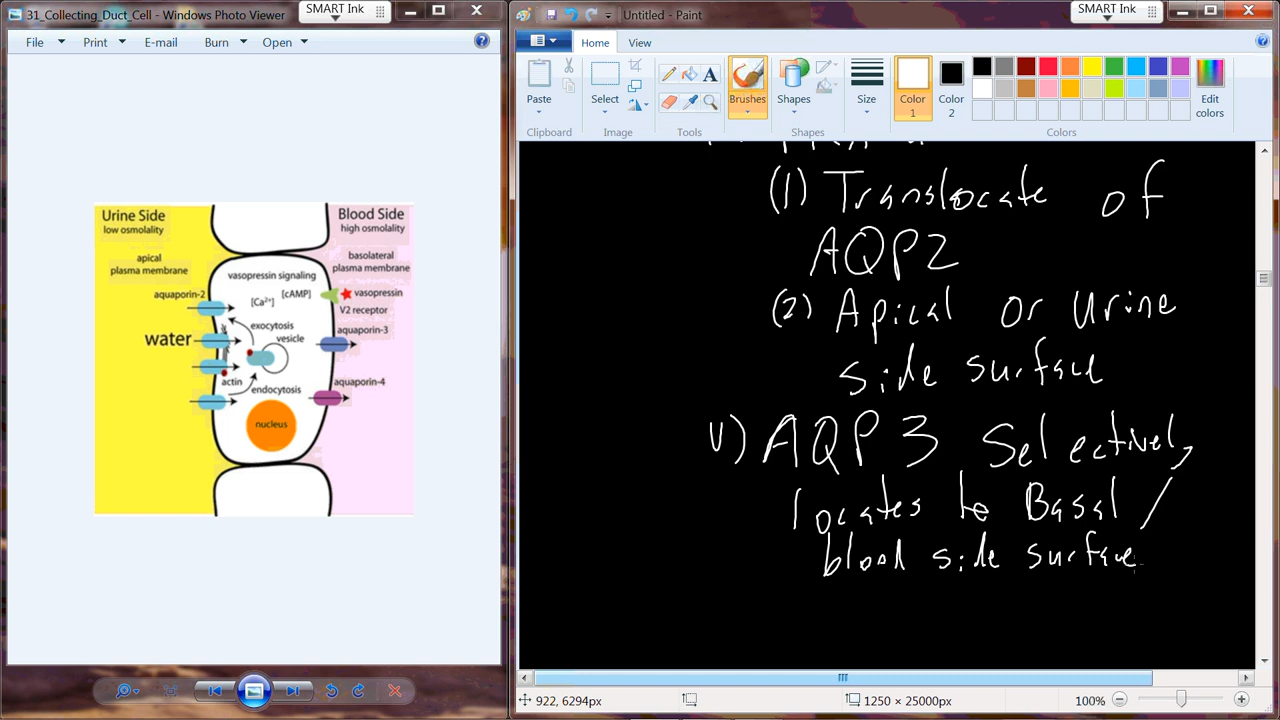 31_Collecting_Duct_Cell - Windows Photo Viewer
SMART Ink
File Print E-mail Burn Open
Urine Side
low osmolality
Blood Side
high osmolality
apical
plasma membrane
basolateral
plasma membrane
vasopressin signaling
aquaporin-2
[Ca2+]
[cAMP]
vasopressin
V2 receptor
exocytosis
vesicle
aquaporin-3
water
actin
endocytosis
aquaporin-4
nucleus
Untitled - Paint
SMART Ink
Home View
Paste
Select
Brushes
Shapes
Size
Color
1
Color
2
Edit
colors
Clipboard Image Tools Shapes Colors
(1) Translocate of
AQP2
(2) Apical or Urine
side surface
V) AQP3 Selectively
locates to Basal /
blood side surface
922, 6294px
1250 × 25000px
100%